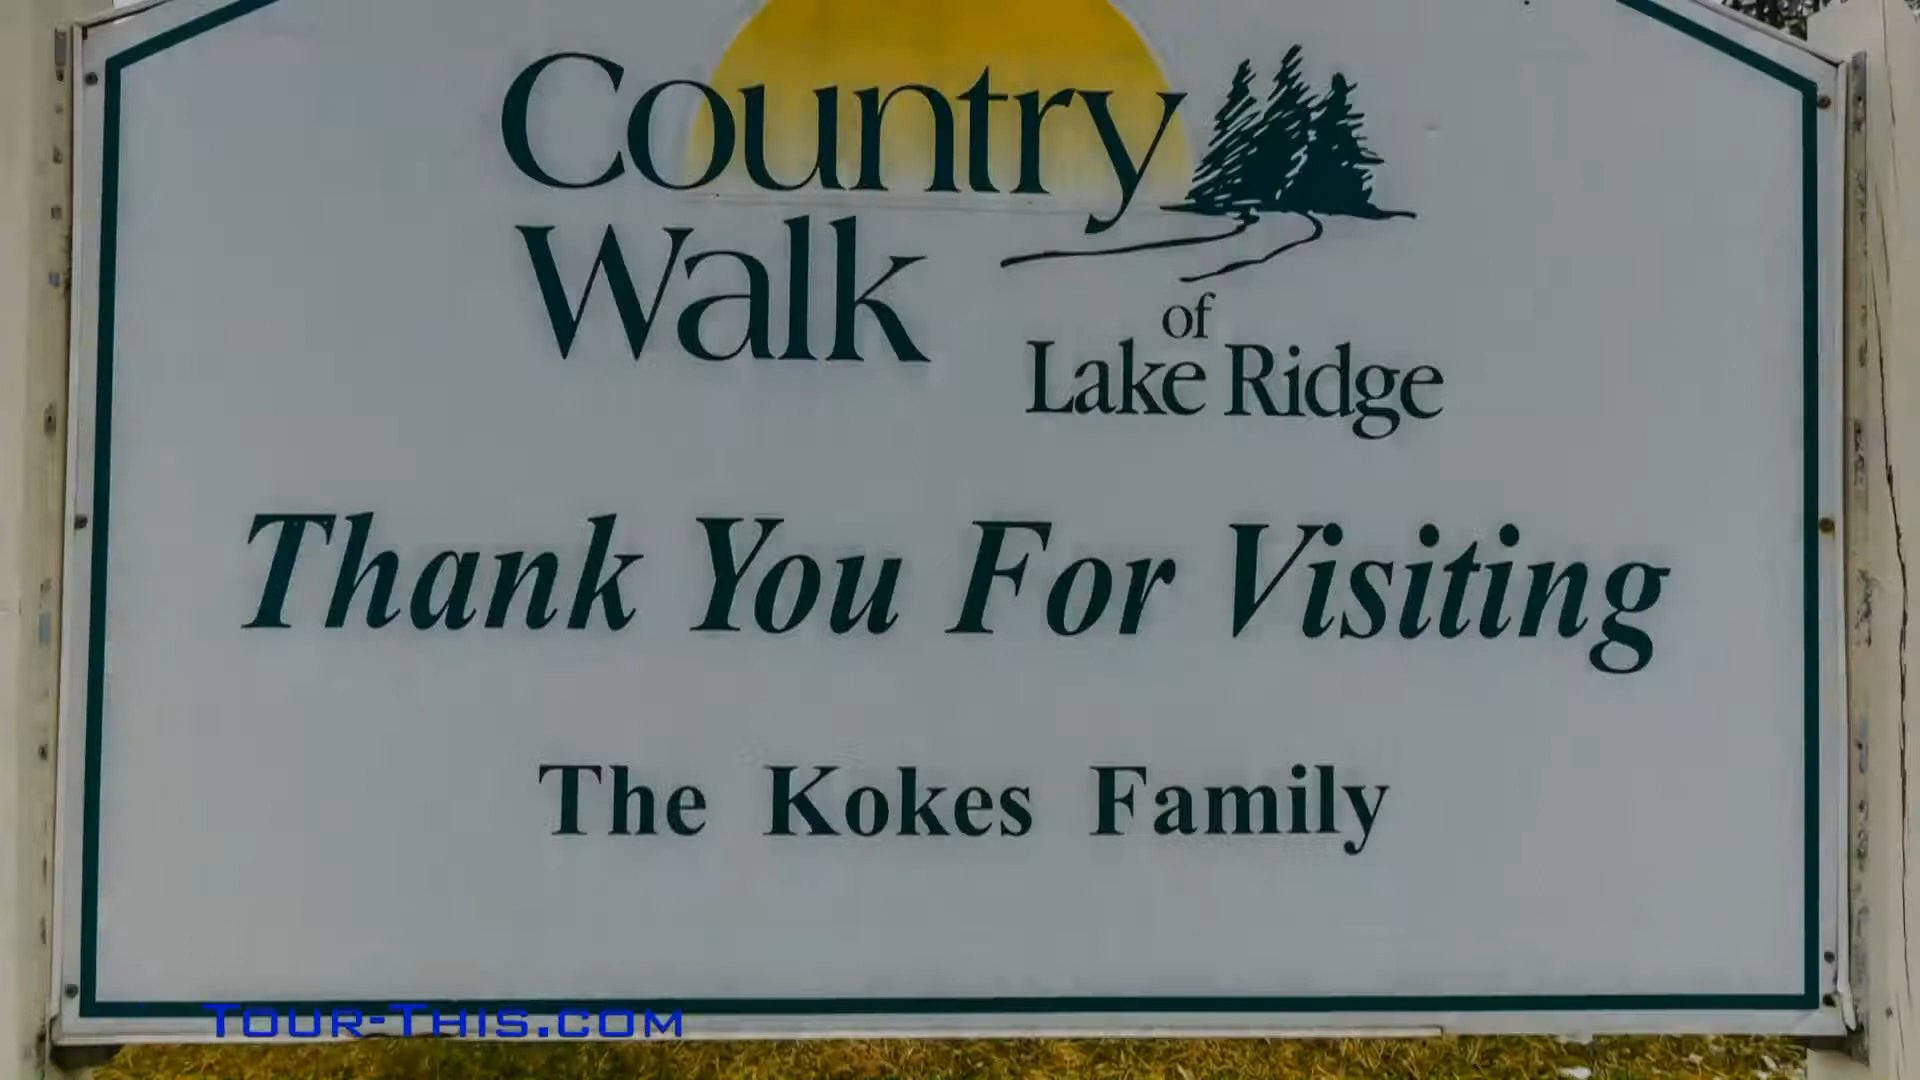 Country
Walk
of
Lake Ridge
Thank You For Visiting
The Kokes Family
Tour-This.com